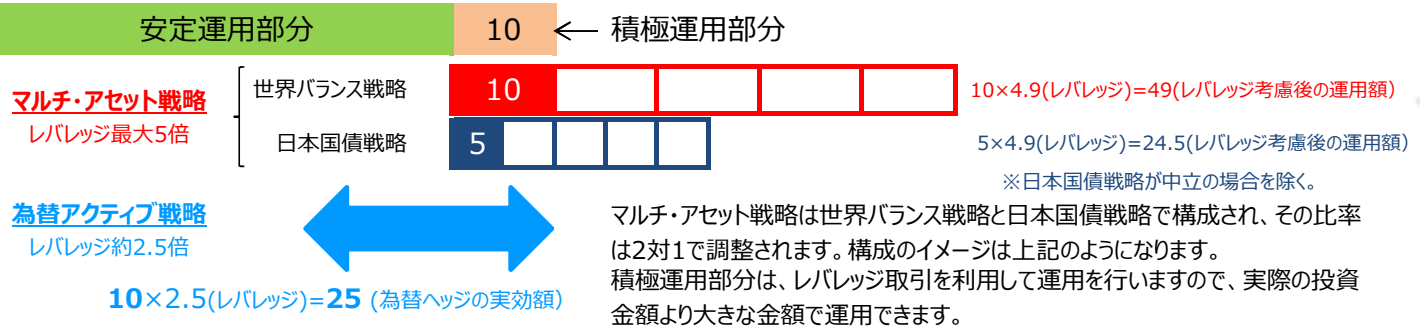 安定運用部分
10
← 積極運用部分
マルチ・アセット戦略
レバレッジ最大5倍
世界バランス戦略
10
10×4.9(レバレッジ)=49(レバレッジ考慮後の運用額)
日本国債戦略
5
5×4.9(レバレッジ)=24.5(レバレッジ考慮後の運用額)
※日本国債戦略が中立の場合を除く。
為替アクティブ戦略
レバレッジ約2.5倍
10×2.5(レバレッジ)=25 (為替ヘッジの実効額)
マルチ・アセット戦略は世界バランス戦略と日本国債戦略で構成され、その比率
は2対1で調整されます。構成のイメージは上記のようになります。
積極運用部分は、レバレッジ取引を利用して運用を行いますので、実際の投資
金額より大きな金額で運用できます。